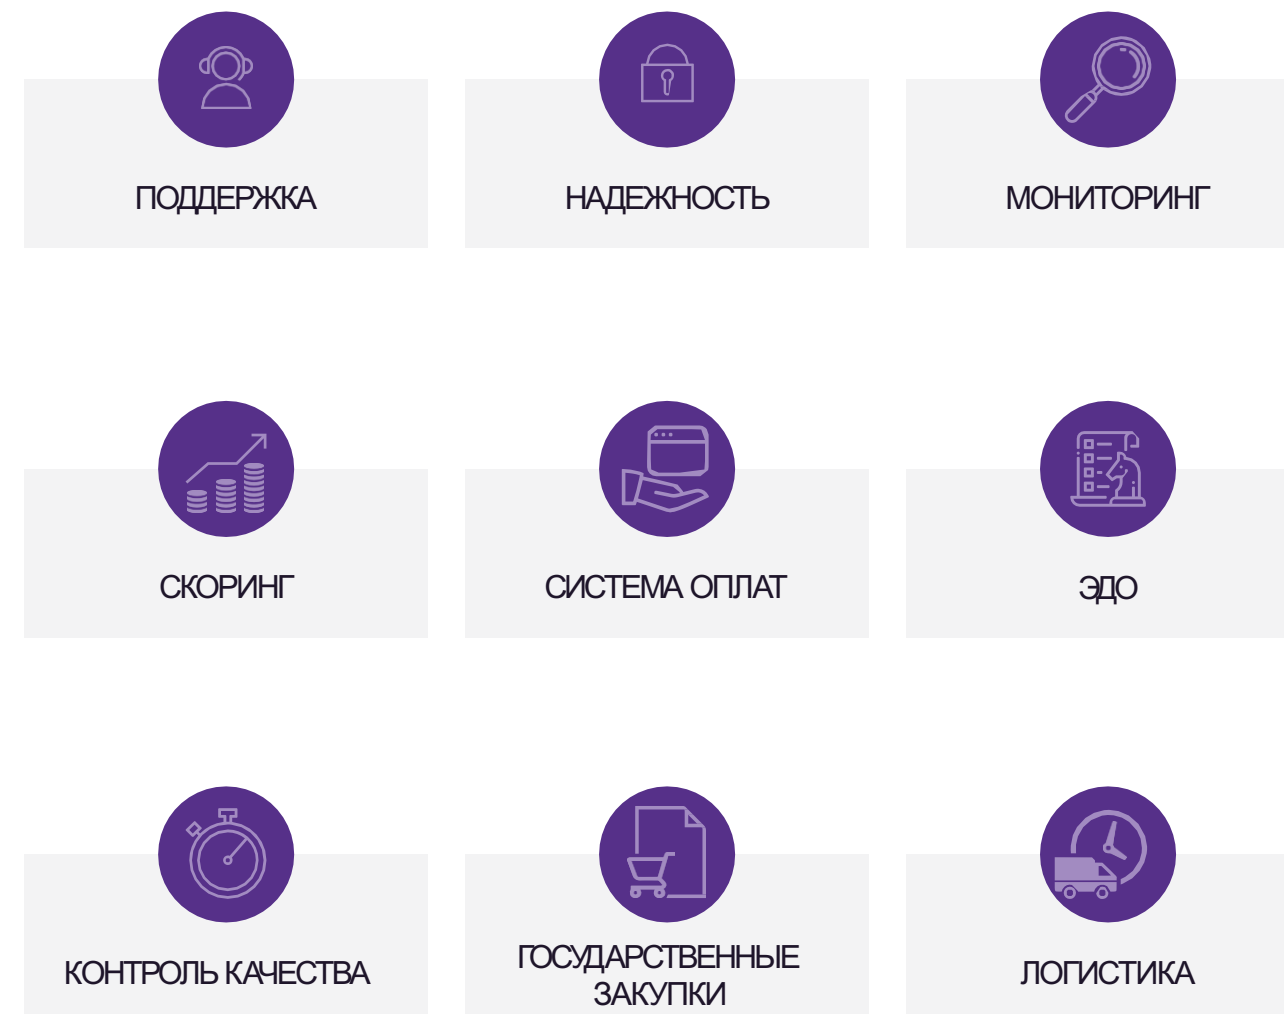 ПОДДЕРЖКА
НАДЕЖНОСТЬ
МОНИТОРИНГ
СКОРИНГ
СИСТЕМА ОПЛАТ
ЭДО
КОНТРОЛЬ КАЧЕСТВА
ГОСУДАРСТВЕННЫЕ
ЗАКУПКИ
ЛОГИСТИКА